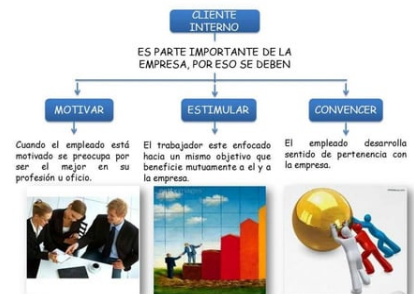 CLIENTE
INTERNO
ES PARTE IMPORTANTE DE LA
EMPRESA, POR ESO SE DEBEN
MOTIVAR
ESTIMULAR
CONVENCER
Cuando el empleado está
motivado se preocupa por
ser el mejor en su
profesión u oficio.
El trabajador este enfocado
hacia un mismo objetivo que
beneficie mutuamente a el y a
la empresa.
El empleado desarrolla
sentido de pertenencia con
la empresa.